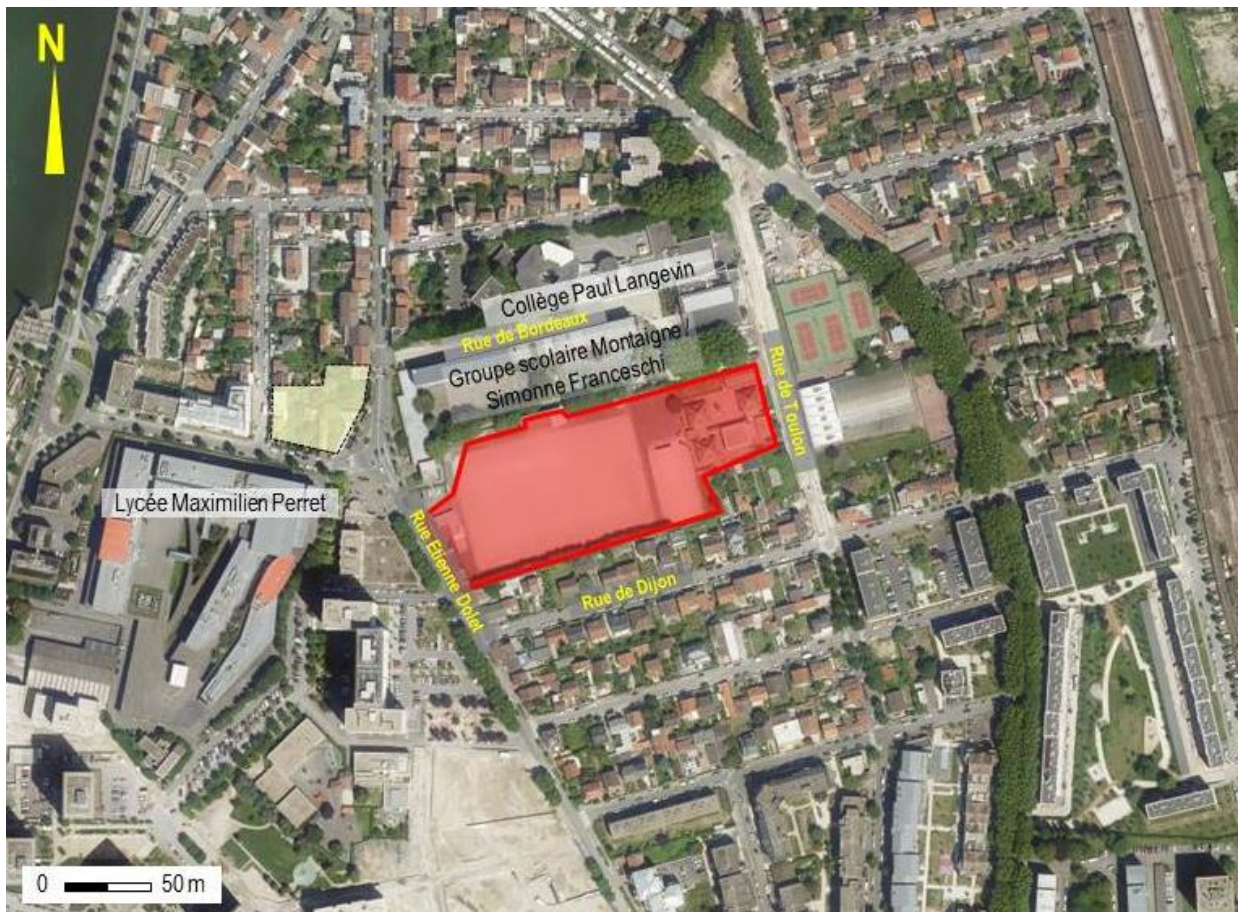 N
Collège Paul Langevin
Rue de Bordeaux
Groupe scolaire Montaigne /
Simonne Franceschi
Rue de Toulon
Lycée Maximilien Perret
Rue Etienne Dolet
Rue de Dijon
0 50 m